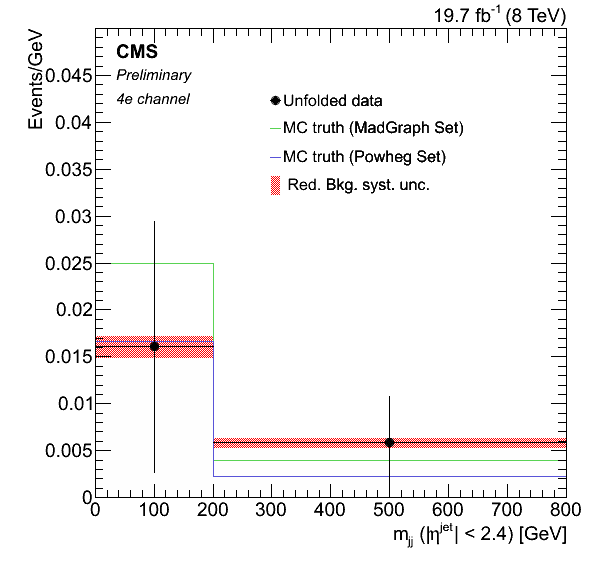 19.7 fb⁻¹ (8 TeV)
Events/GeV
CMS
Preliminary
4e channel
Unfolded data
MC truth (MadGraph Set)
MC truth (Powheg Set)
Red. Bkg. syst. unc.
0.045
0.04
0.035
0.03
0.025
0.02
0.015
0.01
0.005
0
0 100 200 300 400 500 600 700 800
m_jj (|η^jet| < 2.4) [GeV]